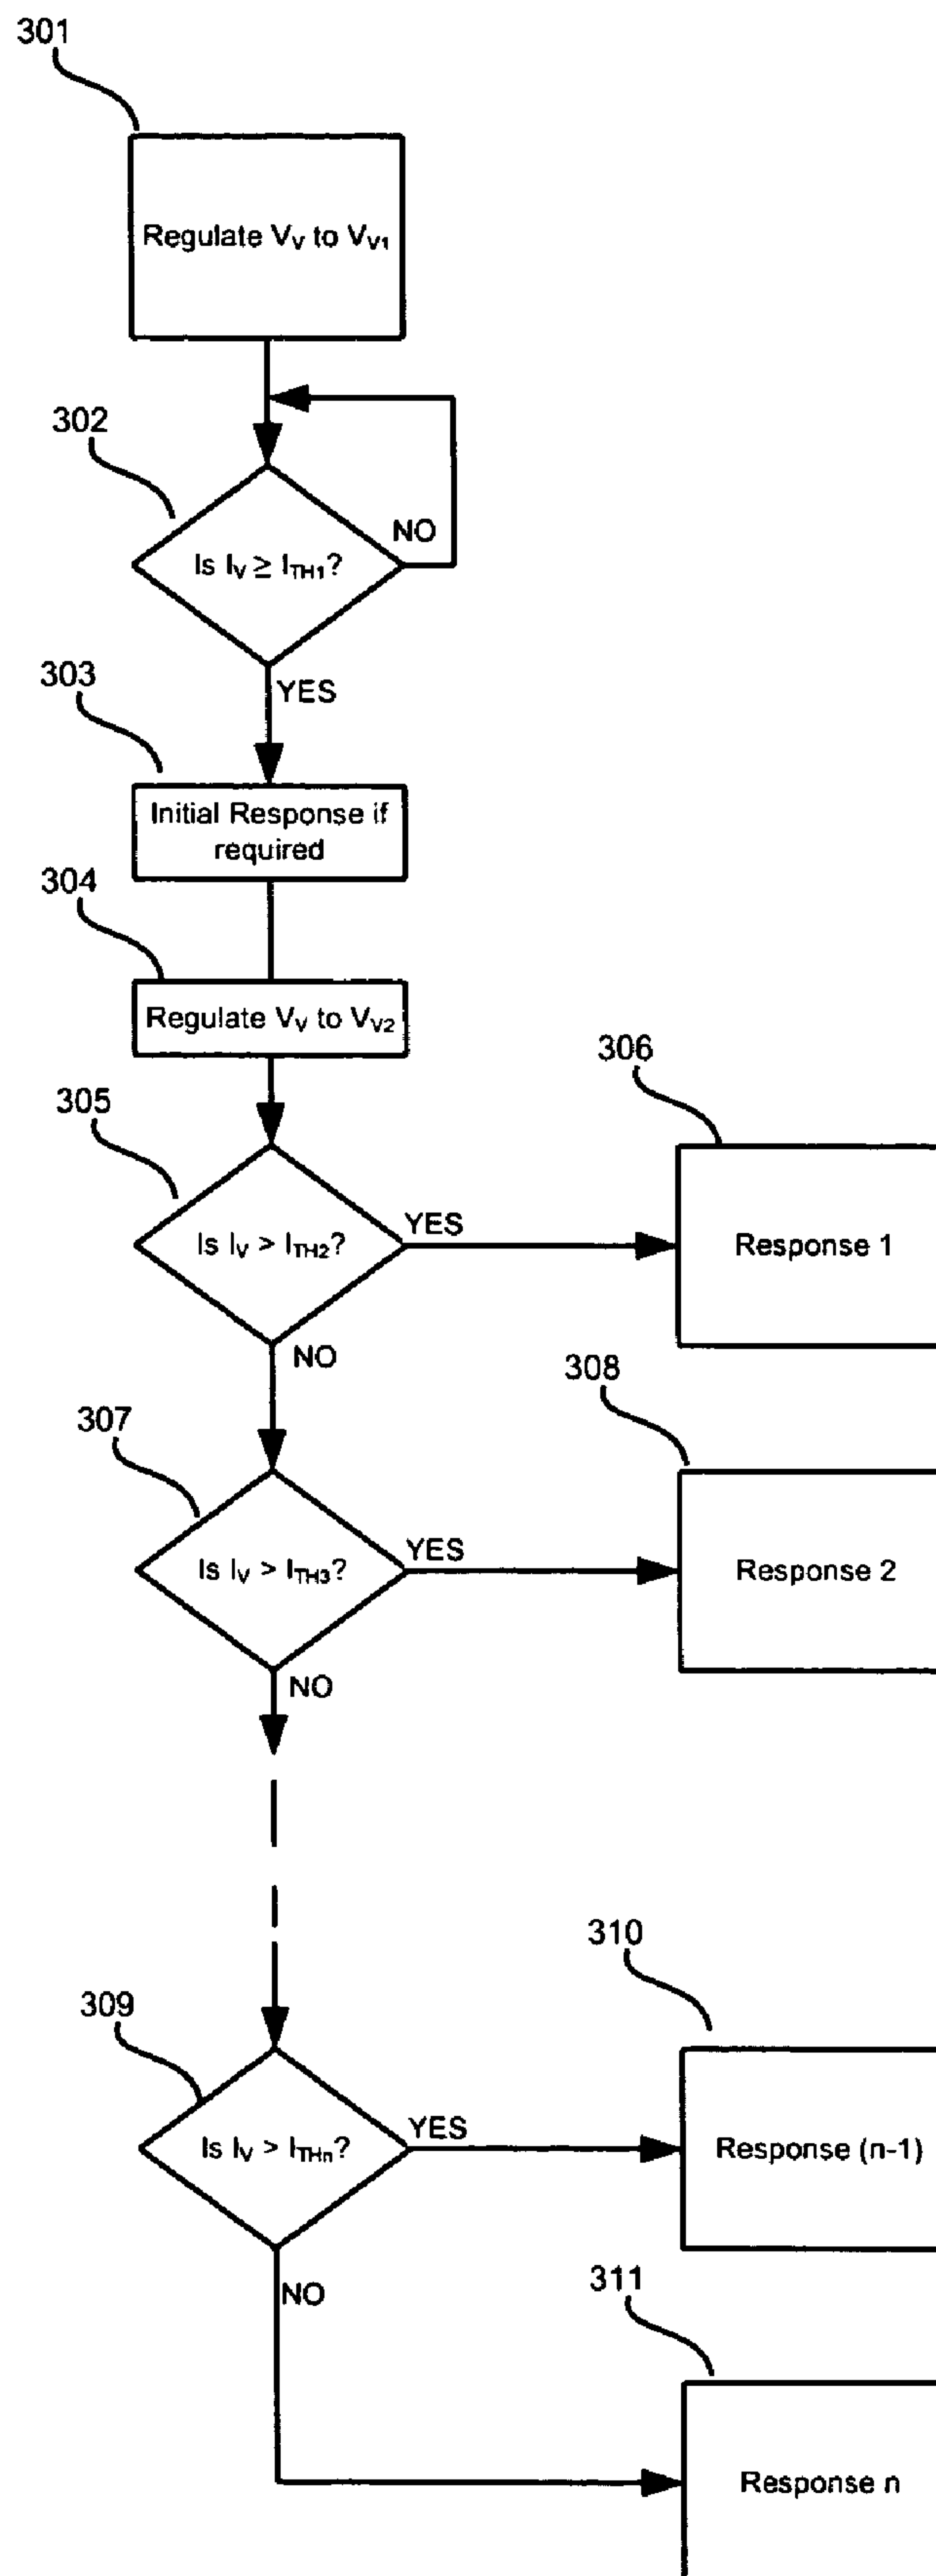 301
Regulate V_V to V_V1
302
Is I_V ≥ I_TH1?
NO
YES
303
Initial Response if
required
304
Regulate V_V to V_V2
305
Is I_V > I_TH2?
YES
306
Response 1
NO
307
Is I_V > I_TH3?
YES
308
Response 2
NO
309
Is I_V > I_THn?
YES
310
Response (n-1)
NO
311
Response n